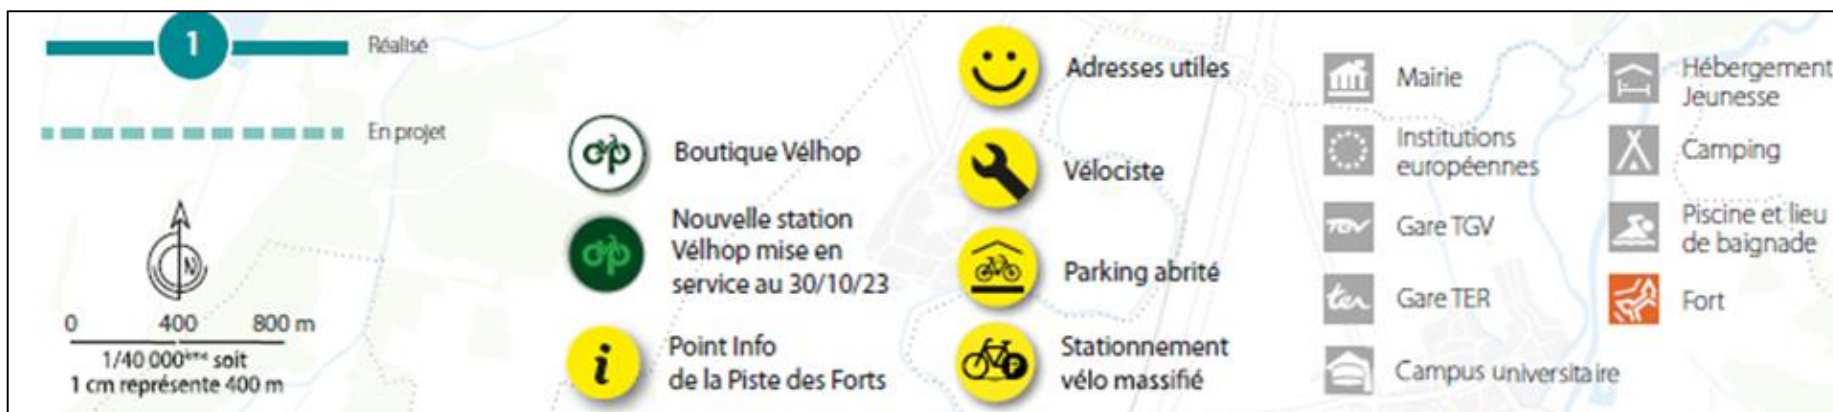 1
Réalisé
En projet
N
0 400 800 m
1/40 000ème soit
1 cm représente 400 m
Boutique Vélhop
Nouvelle station
Vélhop mise en
service au 30/10/23
i
Point Info
de la Piste des Forts
Adresses utiles
Vélociste
Parking abrité
P
Stationnement
vélo massifié
Mairie
Institutions
européennes
TGV
Gare TGV
ter
Gare TER
Campus universitaire
Hébergement
Jeunesse
Camping
Piscine et lieu
de baignade
Fort